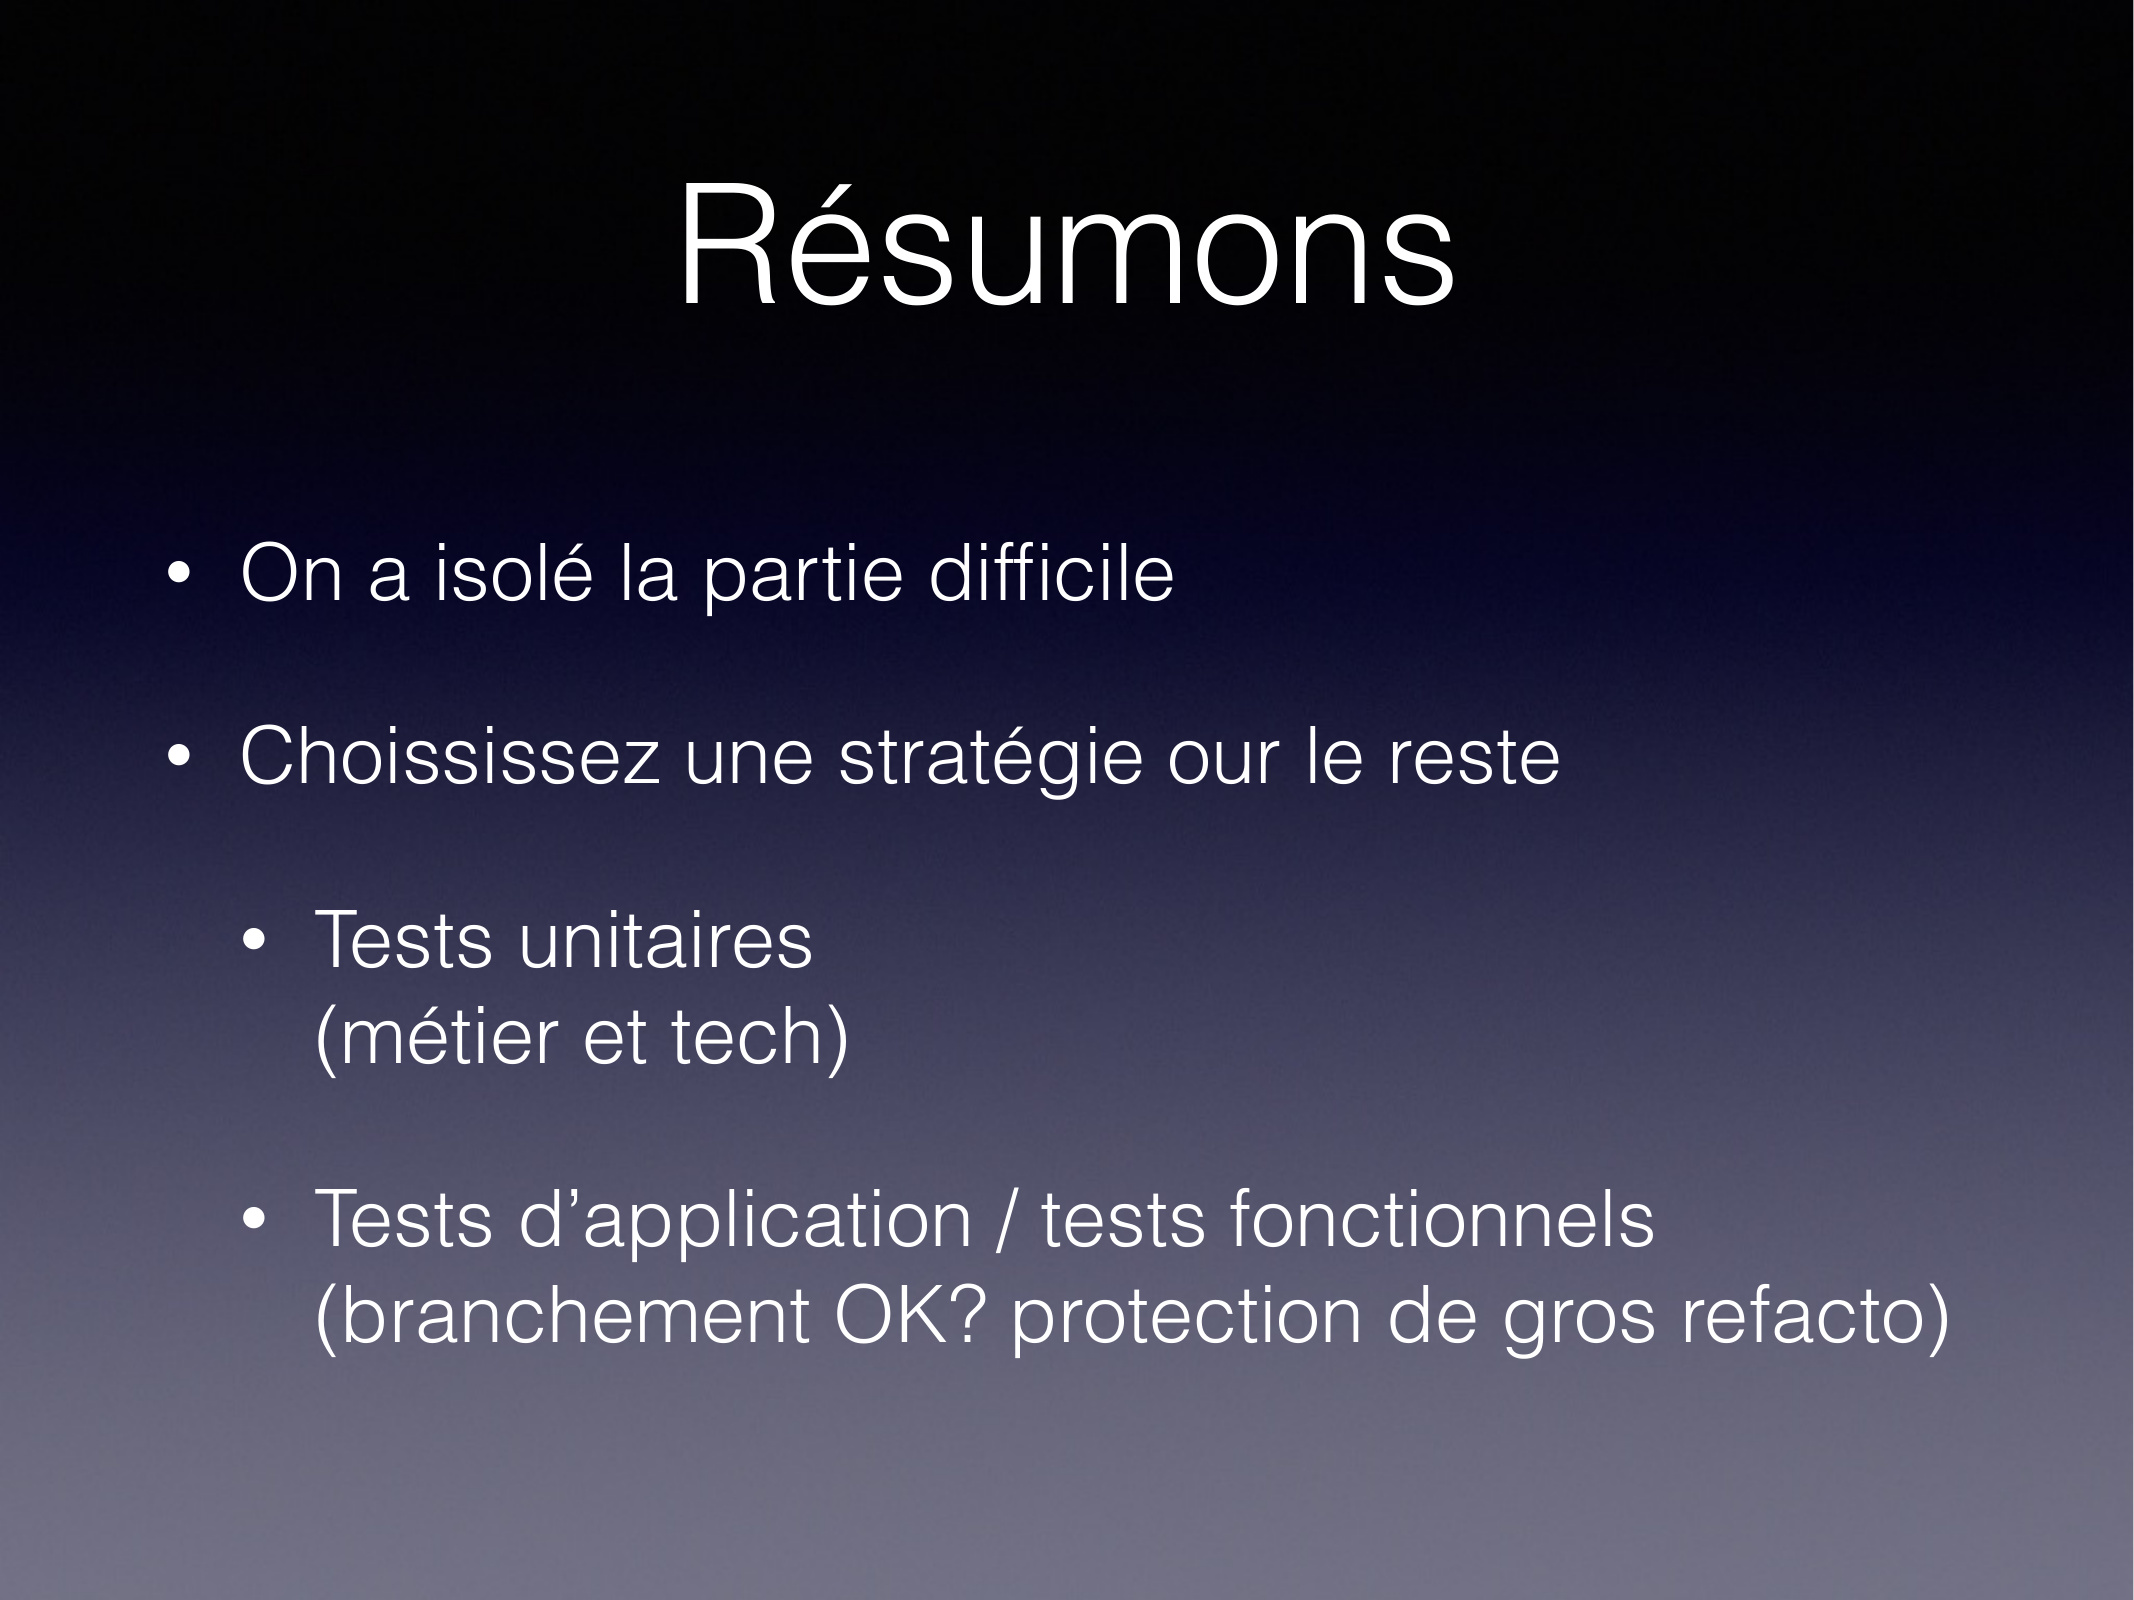 Résumons
• On a isolé la partie difficile
• Choississez une stratégie our le reste
• Tests unitaires
(métier et tech)
• Tests d’application / tests fonctionnels
(branchement OK? protection de gros refacto)